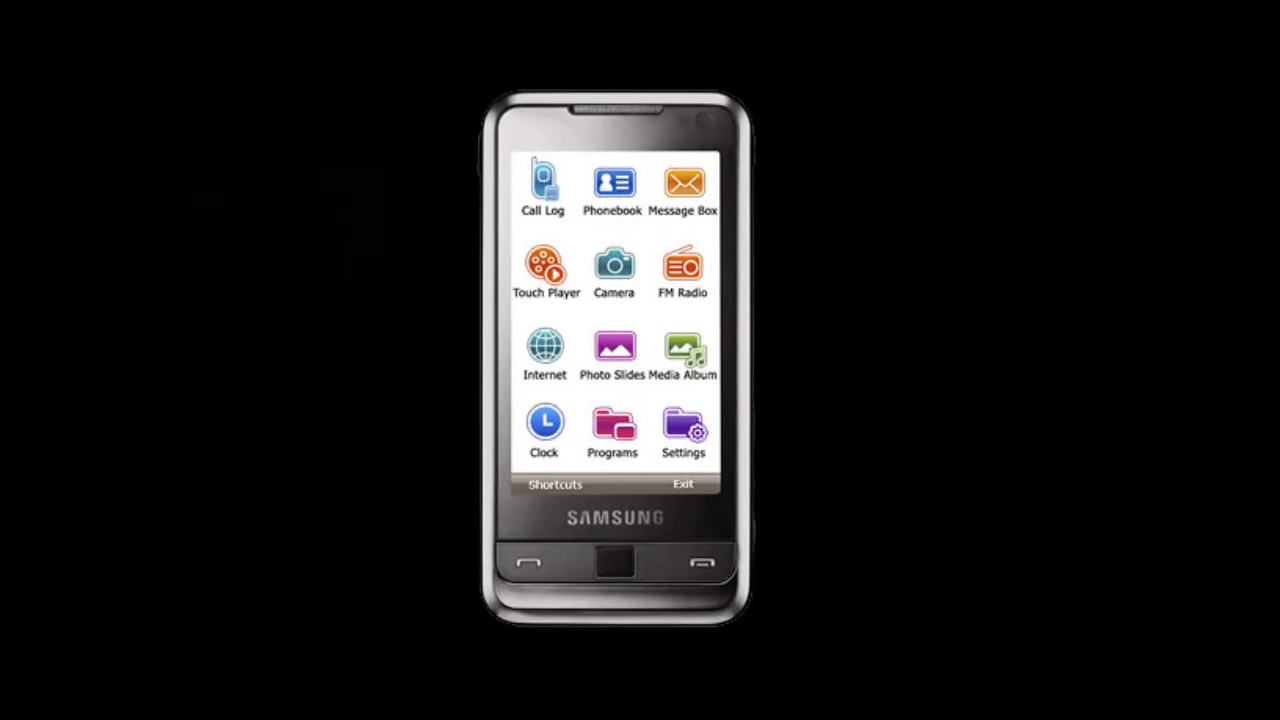 Call Log Phonebook Message Box
Touch Player Camera FM Radio
Internet Photo Slides Media Album
Clock Programs Settings
Shortcuts Exit
SAMSUNG